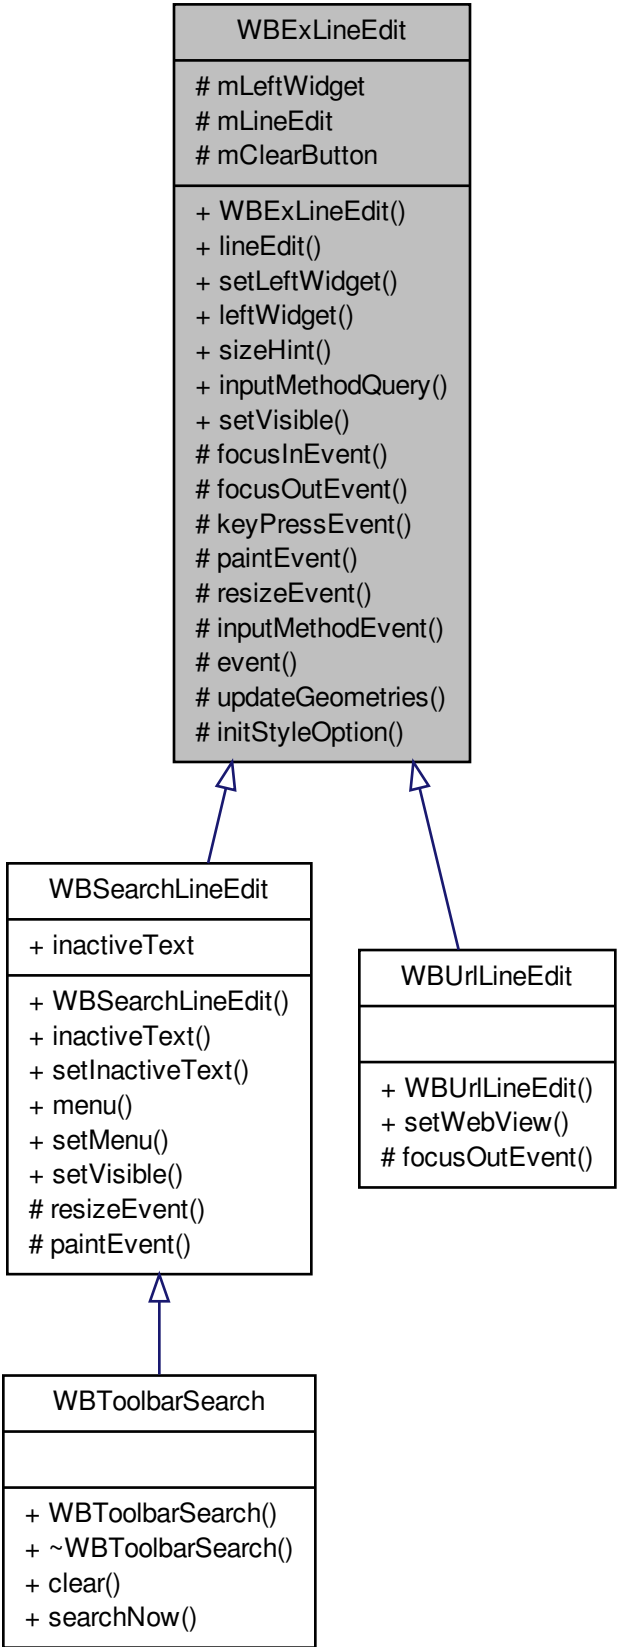 WBExLineEdit
# mLeftWidget
# mLineEdit
# mClearButton
+ WBExLineEdit()
+ lineEdit()
+ setLeftWidget()
+ leftWidget()
+ sizeHint()
+ inputMethodQuery()
+ setVisible()
# focusInEvent()
# focusOutEvent()
# keyPressEvent()
# paintEvent()
# resizeEvent()
# inputMethodEvent()
# event()
# updateGeometries()
# initStyleOption()
WBSearchLineEdit
+ inactiveText
+ WBSearchLineEdit()
+ inactiveText()
+ setInactiveText()
+ menu()
+ setMenu()
+ setVisible()
# resizeEvent()
# paintEvent()
WBUrlLineEdit
+ WBUrlLineEdit()
+ setWebView()
# focusOutEvent()
WBToolbarSearch
+ WBToolbarSearch()
+ ~WBToolbarSearch()
+ clear()
+ searchNow()